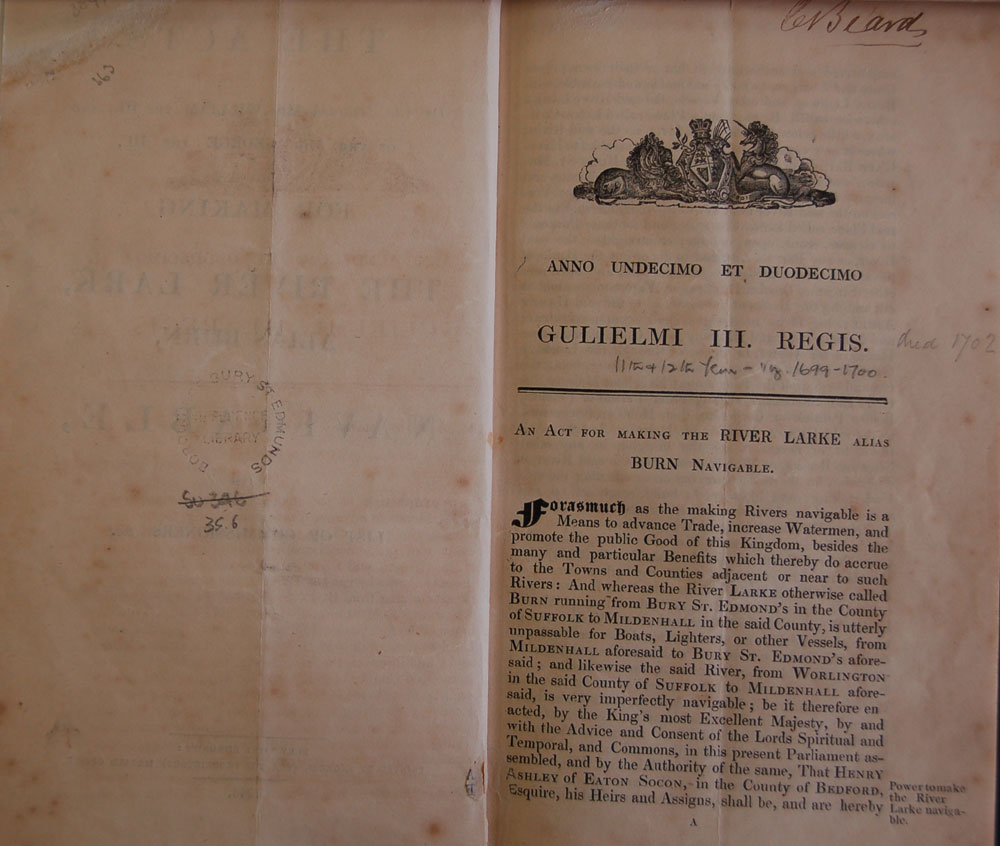 BURY ST EDMUNDS
LIBRARY
35.6
C Beard
ANNO UNDECIMO ET DUODECIMO
GULIELMI III. REGIS.
died 1702
1699-1700.
AN ACT FOR MAKING THE RIVER LARKE ALIAS
BURN NAVIGABLE.
Forasmuch as the making Rivers navigable is a
Means to advance Trade, increase Watermen, and
promote the public Good of this Kingdom, besides the
many and particular Benefits which thereby do accrue
to the Towns and Counties adjacent or near to such
Rivers: And whereas the River LARKE otherwise called
BURN running from BURY ST. EDMOND'S in the County
of SUFFOLK to MILDENHALL in the said County, is utterly
unpassable for Boats, Lighters, or other Vessels, from
MILDENHALL aforesaid to BURY ST. EDMOND'S afore-
said; and likewise the said River, from WORLINGTON
in the said County of SUFFOLK to MILDENHALL afore-
said, is very imperfectly navigable; be it therefore en
acted, by the King's most Excellent Majesty, by and
with the Advice and Consent of the Lords Spiritual and
Temporal, and Commons, in this present Parliament as-
sembled, and by the Authority of the same, That HENRY
ASHLEY of EATON SOCON, in the County of BEDFORD,
Esquire, his Heirs and Assigns, shall be, and are hereby
Power to make
the River
Larke naviga-
ble.
A